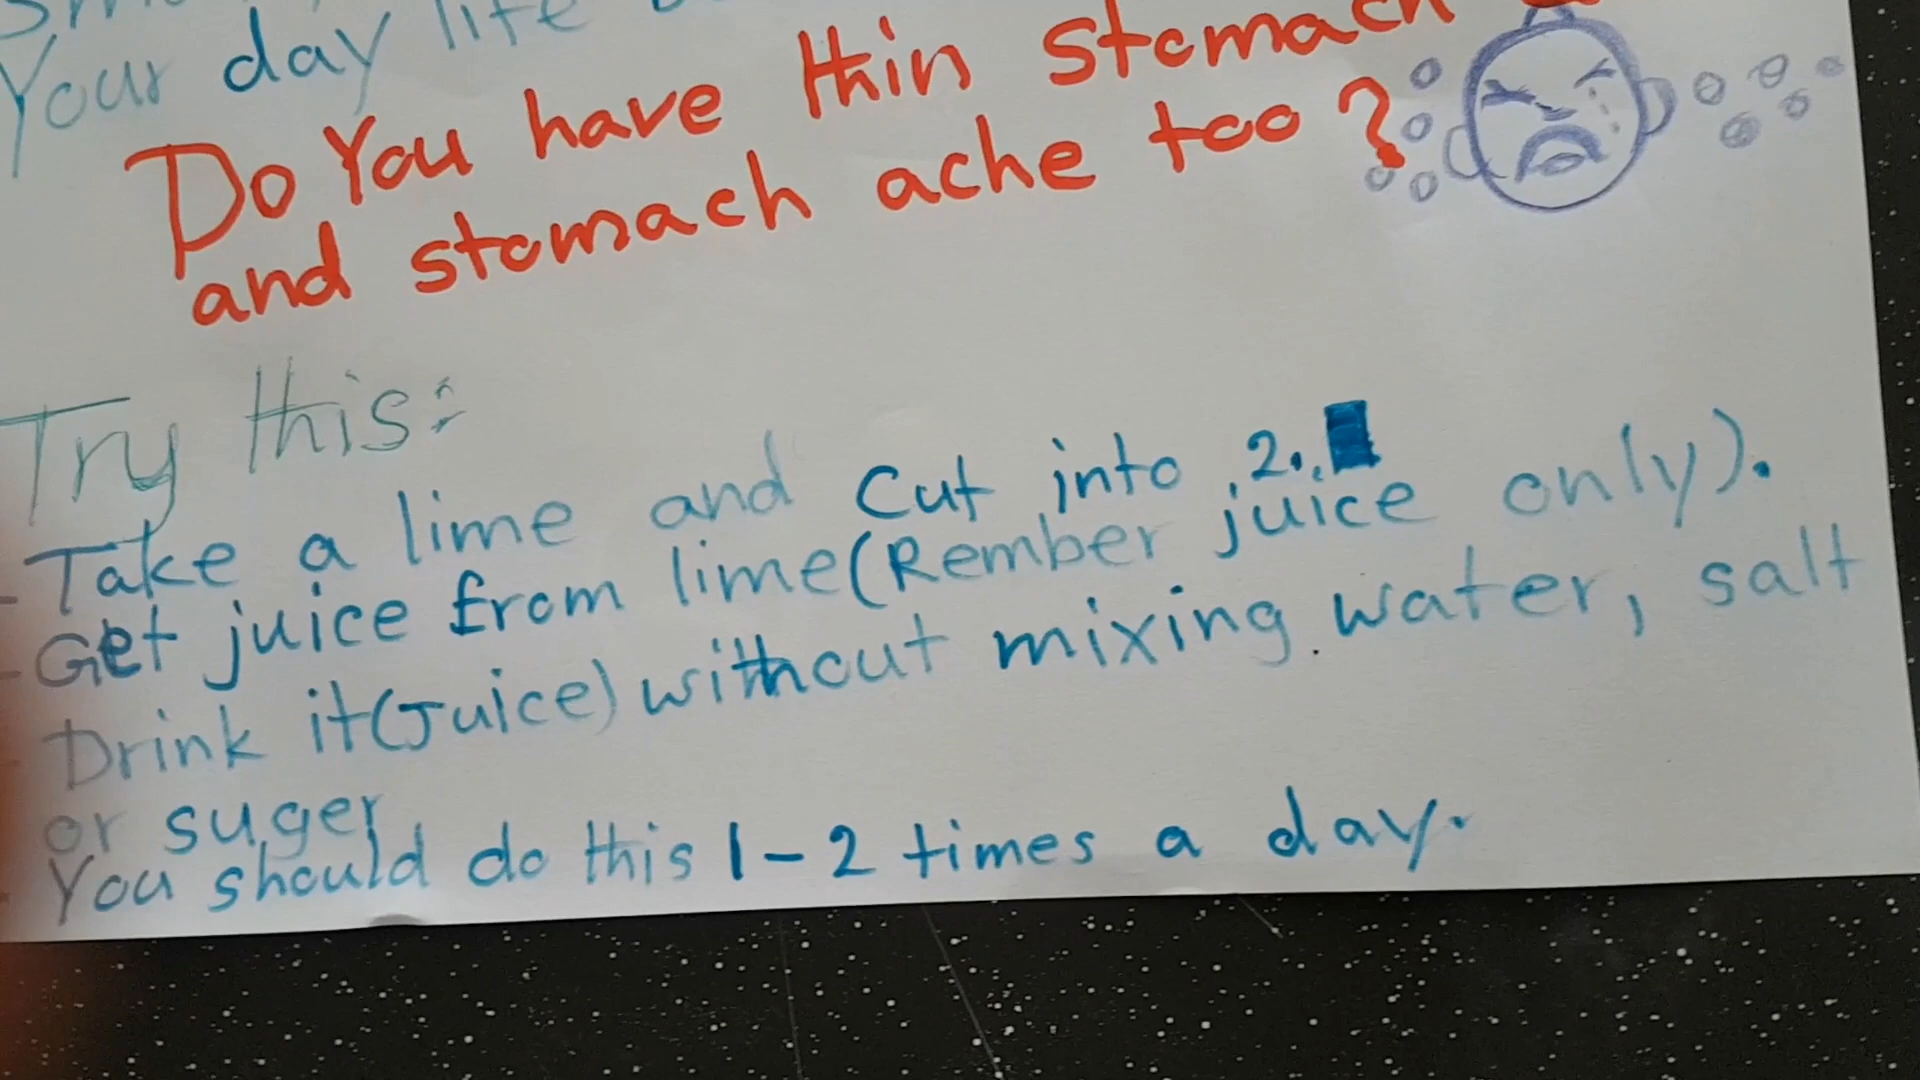 Your day life
Do You have thin stomach
and stomach ache too?
Try this:
- Take a lime and Cut into 2.
- Get juice from lime(Rember juice only).
- Drink it(Juice) without mixing water, salt
or suger
- You should do this 1-2 times a day.